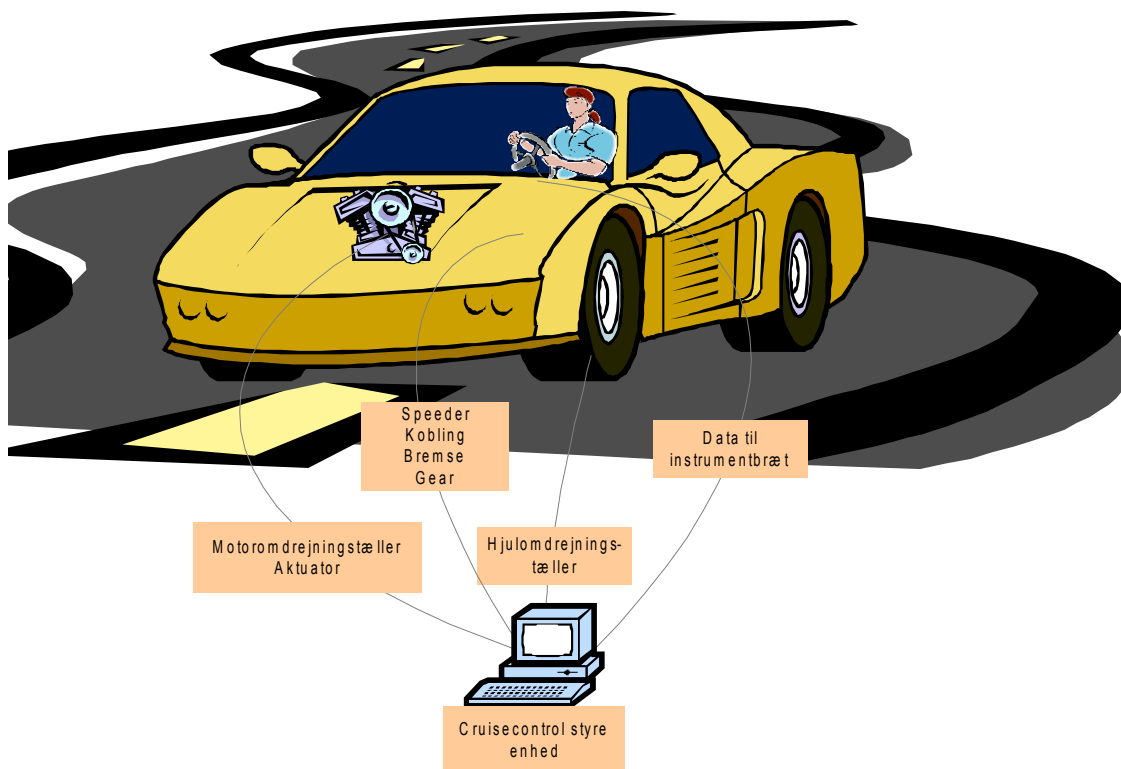 Speeder
Kobling
Bremse
Gear
Data til
instrumentbræt
Motoromdrejningstæller
Aktuator
Hjulomdrejnings-
tæller
Cruisecontrol styre
enhed